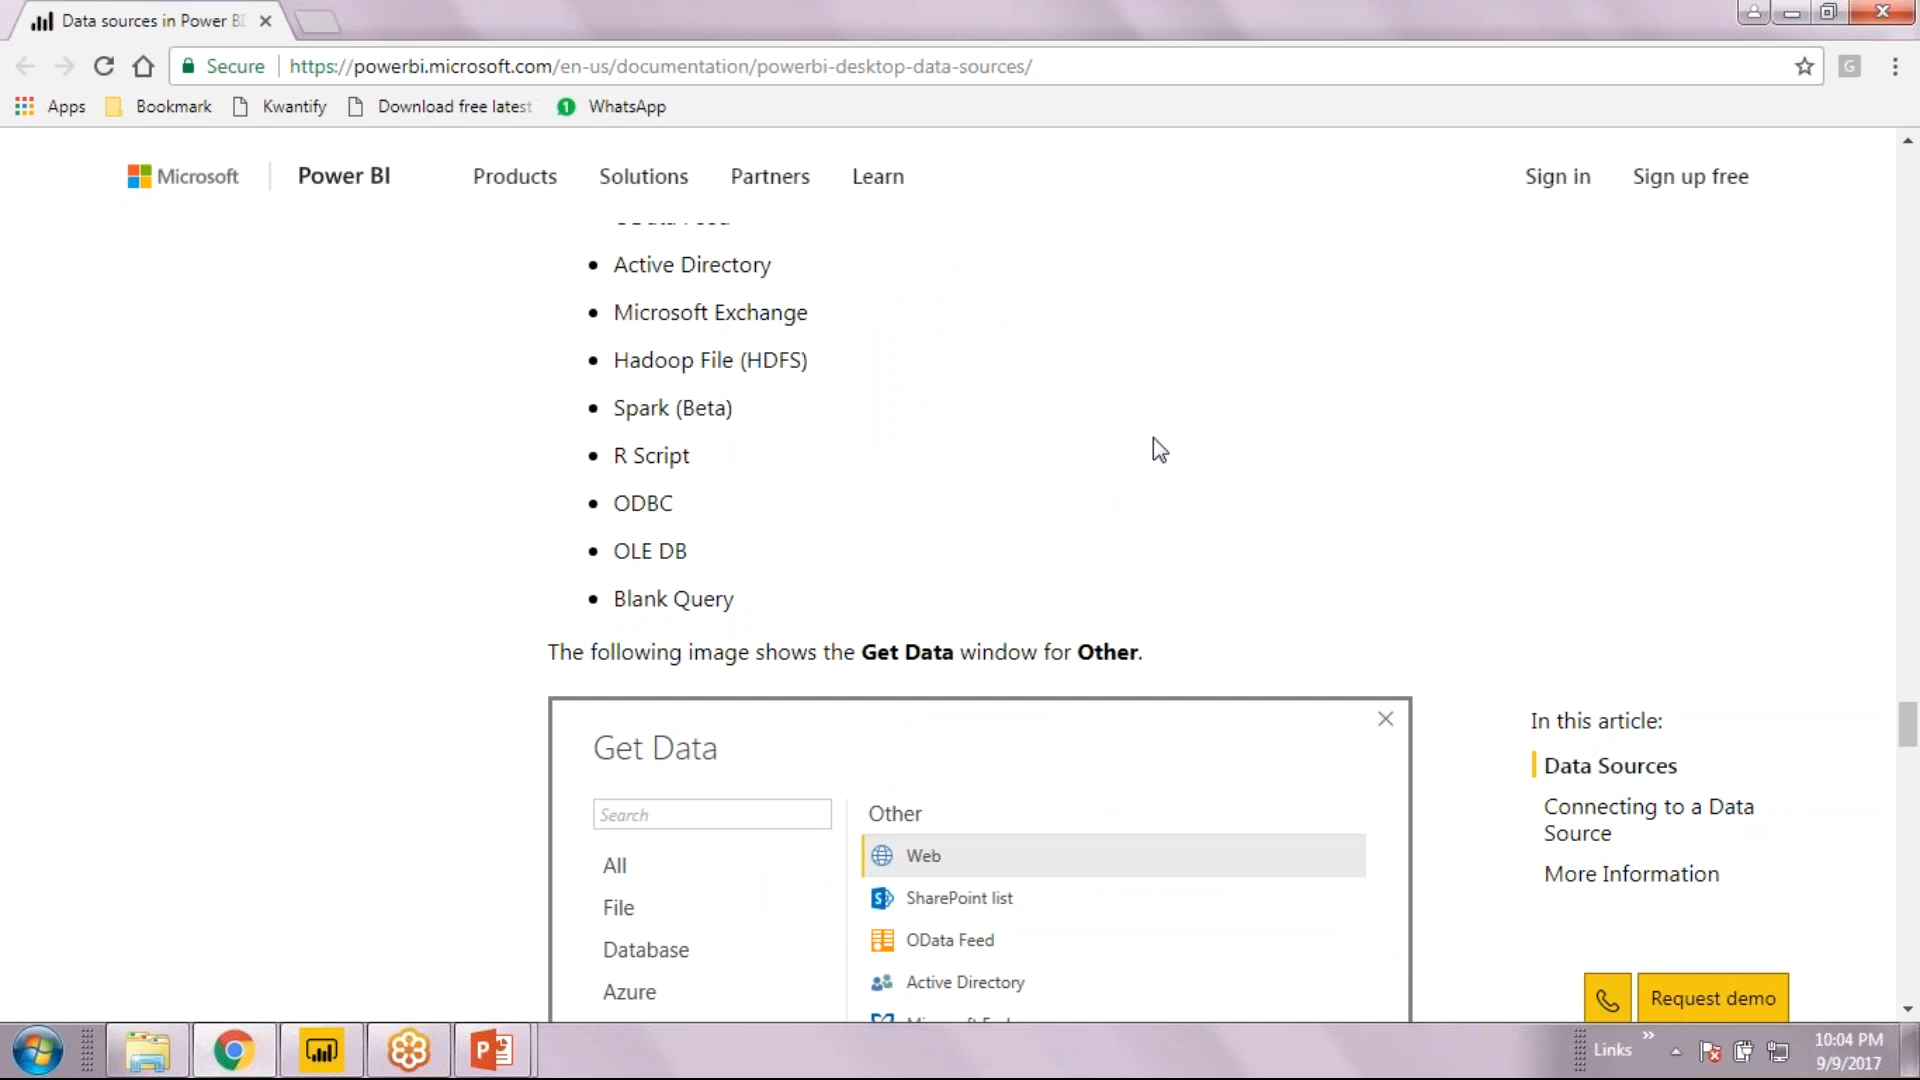 Data sources in Power BI
Secure
https://powerbi.microsoft.com/en-us/documentation/powerbi-desktop-data-sources/
G
Apps
Bookmark
Kwantify
Download free latest
1
WhatsApp
Microsoft
Power BI
Products
Solutions
Partners
Learn
Sign in
Sign up free
Active Directory
Microsoft Exchange
Hadoop File (HDFS)
Spark (Beta)
R Script
ODBC
OLE DB
Blank Query
The following image shows the Get Data window for Other.
Get Data
Search
All
File
Database
Azure
Other
Web
SharePoint list
OData Feed
Active Directory
In this article:
Data Sources
Connecting to a Data
Source
More Information
Request demo
Links
10:04 PM
9/9/2017